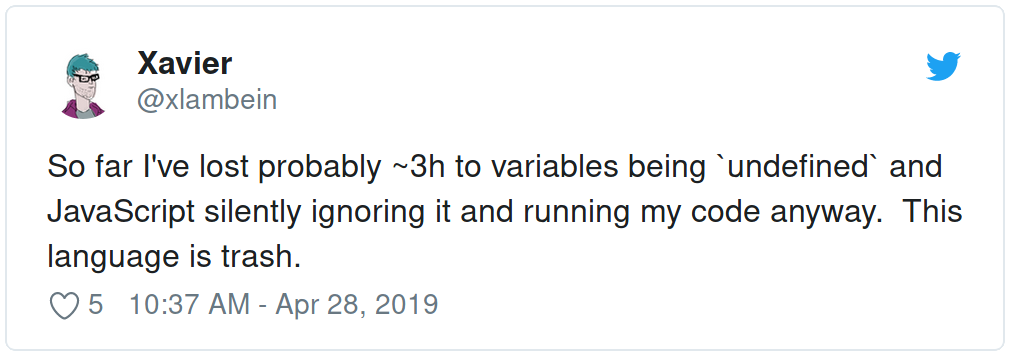 Xavier
@xlambein
So far I've lost probably ~3h to variables being `undefined` and
JavaScript silently ignoring it and running my code anyway.  This
language is trash.
5 10:37 AM - Apr 28, 2019